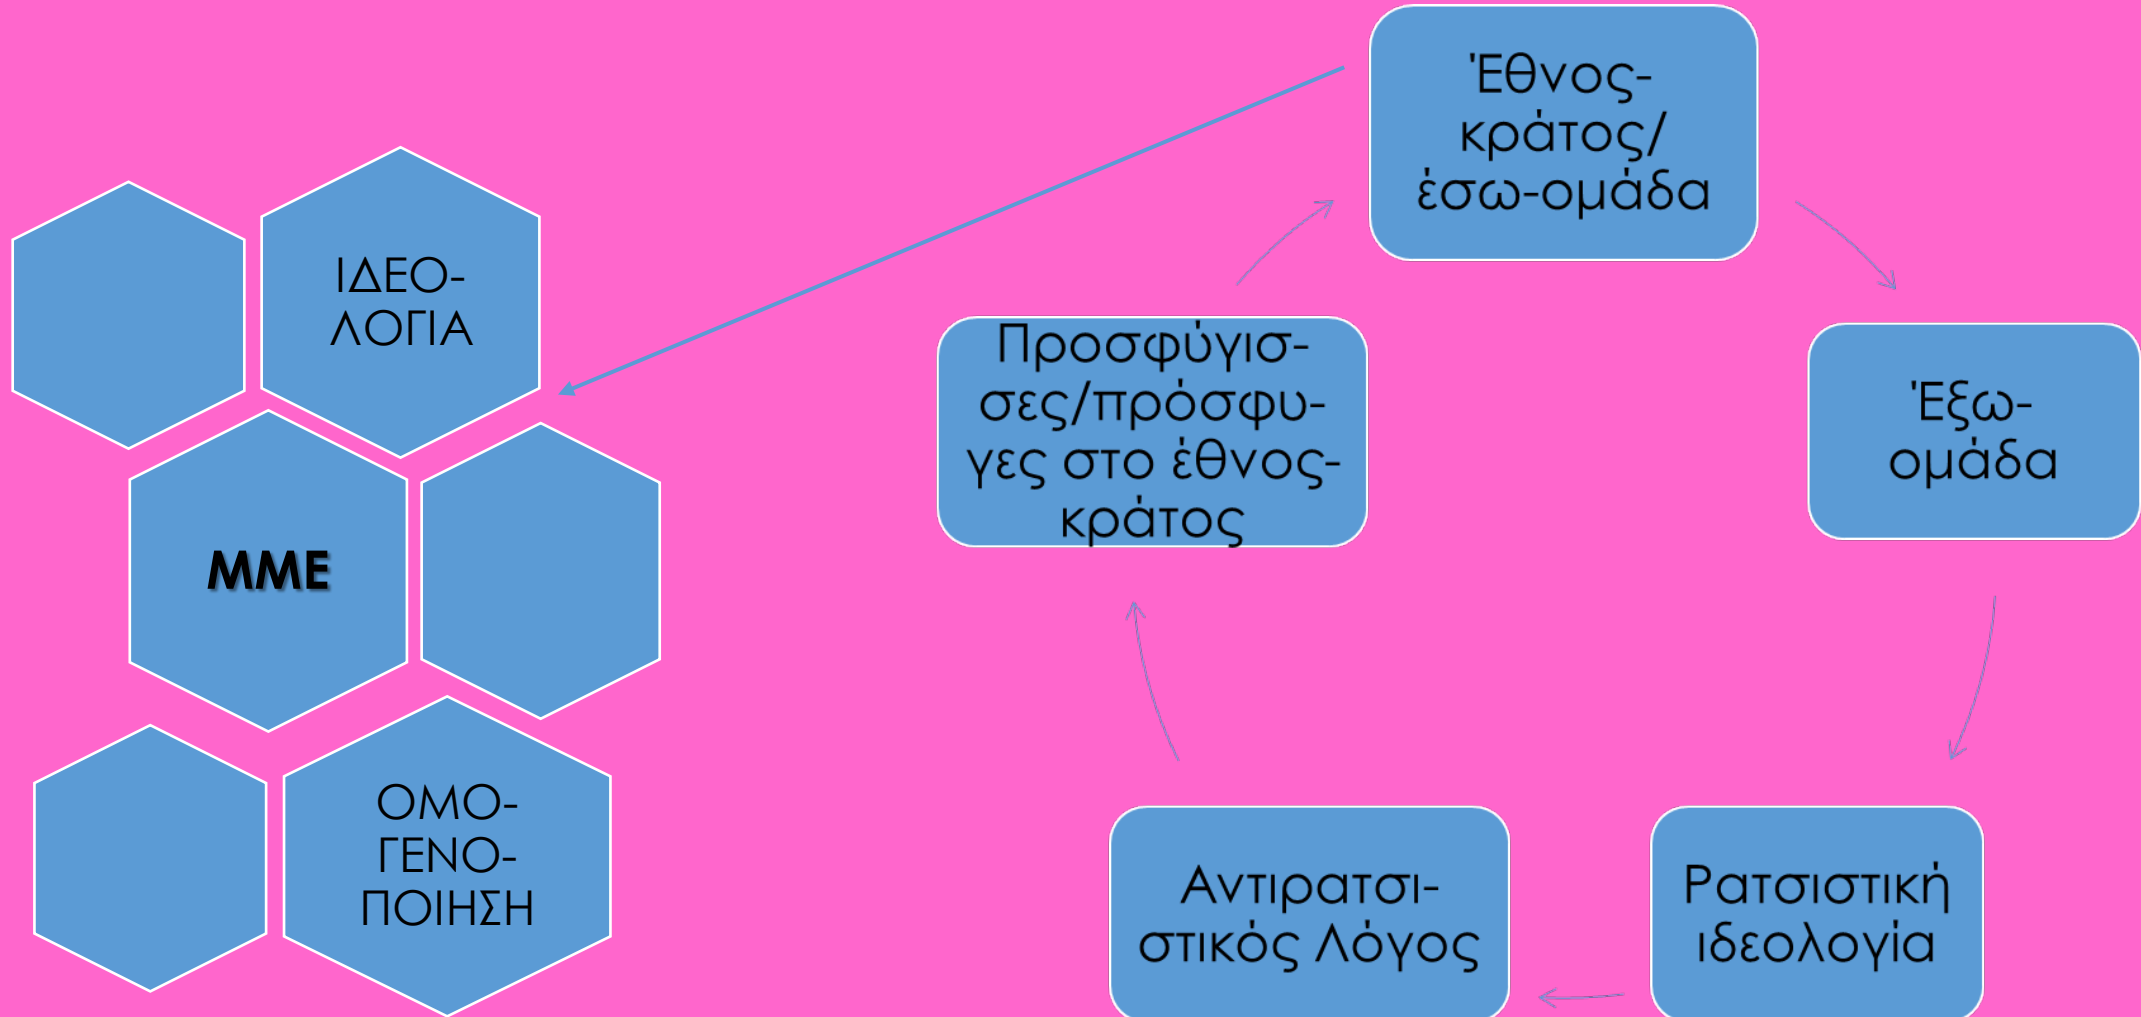 ΙΔΕΟ-
ΛΟΓΙΑ
ΜΜΕ
ΟΜΟ-
ΓΕΝΟ-
ΠΟΙΗΣΗ
Έθνος-
κράτος/
έσω-ομάδα
Έξω-
ομάδα
Ρατσιστική
ιδεολογία
Αντιρατσι-
στικός Λόγος
Προσφύγισ-
σες/πρόσφυ-
γες στο έθνος-
κράτος